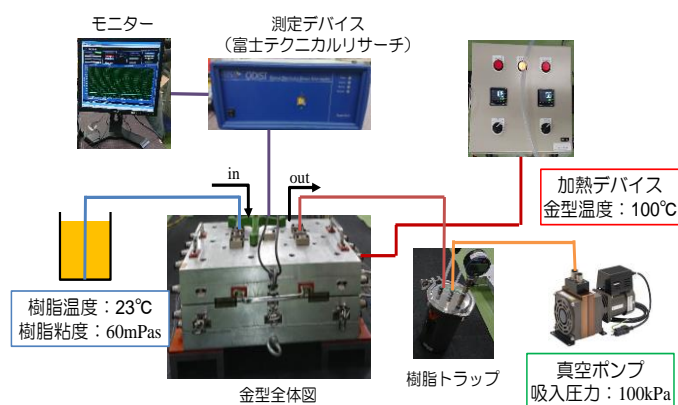 モニター
測定デバイス
（富士テクニカルリサーチ）
ODiSI
in
out
加熱デバイス
金型温度：100℃
樹脂温度：23℃
樹脂粘度：60mPas
金型全体図
樹脂トラップ
真空ポンプ
吸入圧力：100kPa